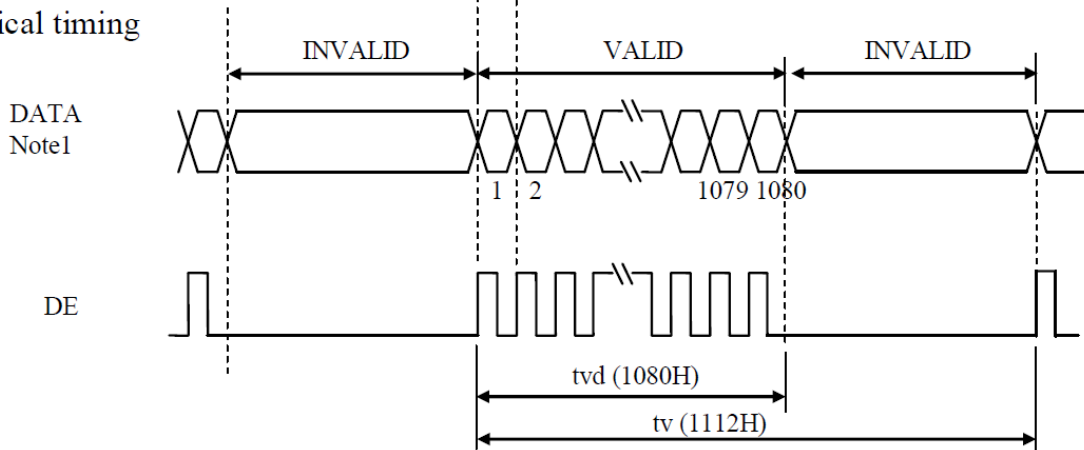 ical timing
INVALID VALID INVALID
DATA
Note1
1 2 1079 1080
DE
tvd (1080H)
tv (1112H)